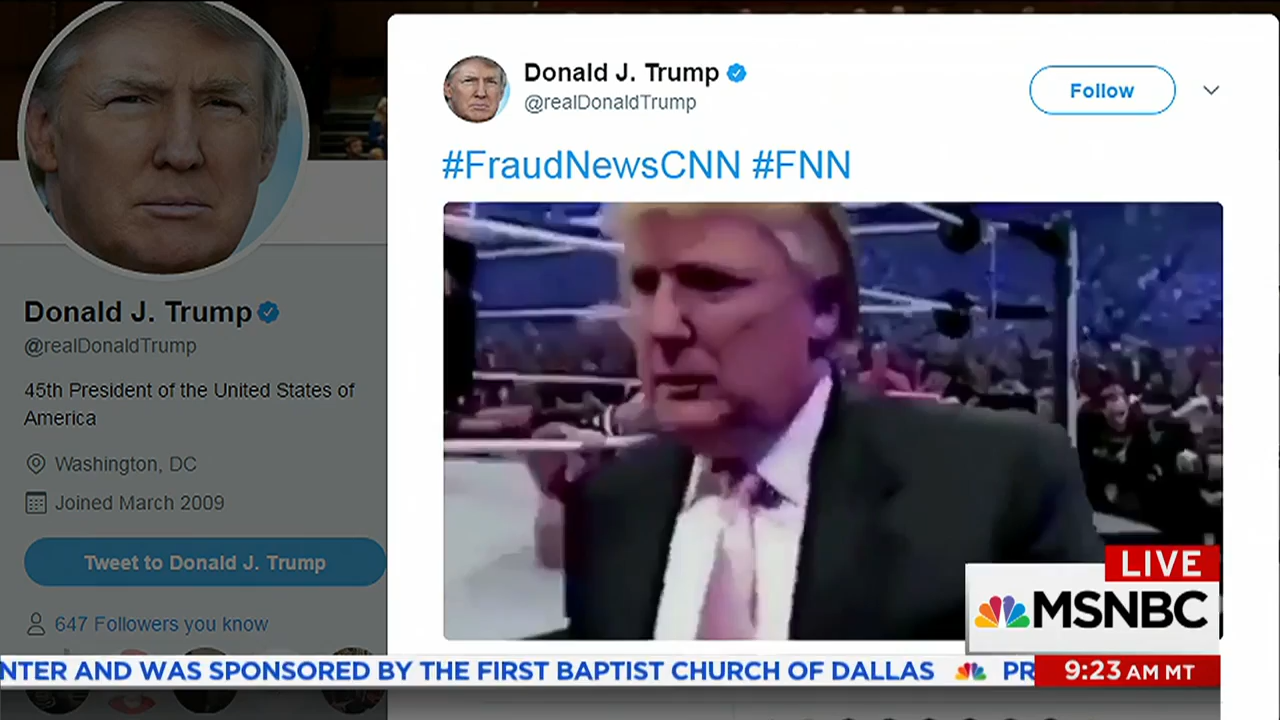 Donald J. Trump
@realDonaldTrump
45th President of the United States of
America
Washington, DC
Joined March 2009
Tweet to Donald J. Trump
647 Followers you know
Donald J. Trump
@realDonaldTrump
Follow
#FraudNewsCNN #FNN
LIVE
MSNBC
NTER AND WAS SPONSORED BY THE FIRST BAPTIST CHURCH OF DALLAS PR
9:23 AM MT